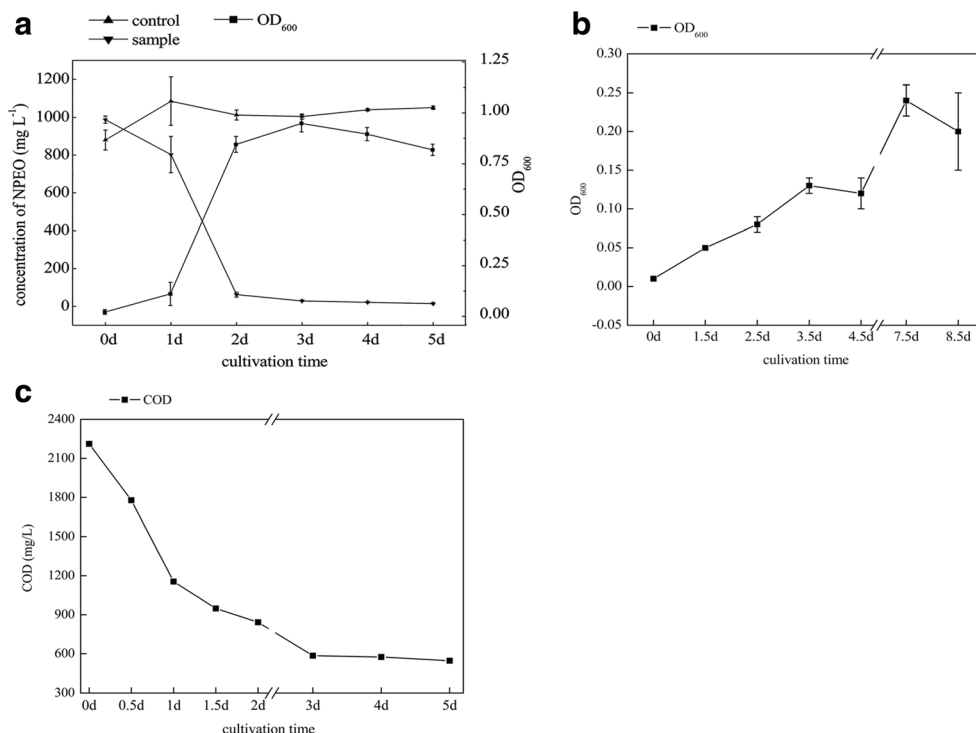 a
control
OD600
sample
1200
1000
800
600
400
200
0
concentration of NPEO (mg L-1)
1.25
1.00
0.75
0.50
0.25
0.00
OD600
0d 1d 2d 3d 4d 5d
cultivation time
b
OD600
0.30
0.25
0.20
0.15
0.10
0.05
0.00
-0.05
OD600
0d 1.5d 2.5d 3.5d 4.5d 7.5d 8.5d
culivation time
c
COD
2400
2100
1800
1500
1200
900
600
300
COD (mg/L)
0d 0.5d 1d 1.5d 2d 3d 4d 5d
cultivation time